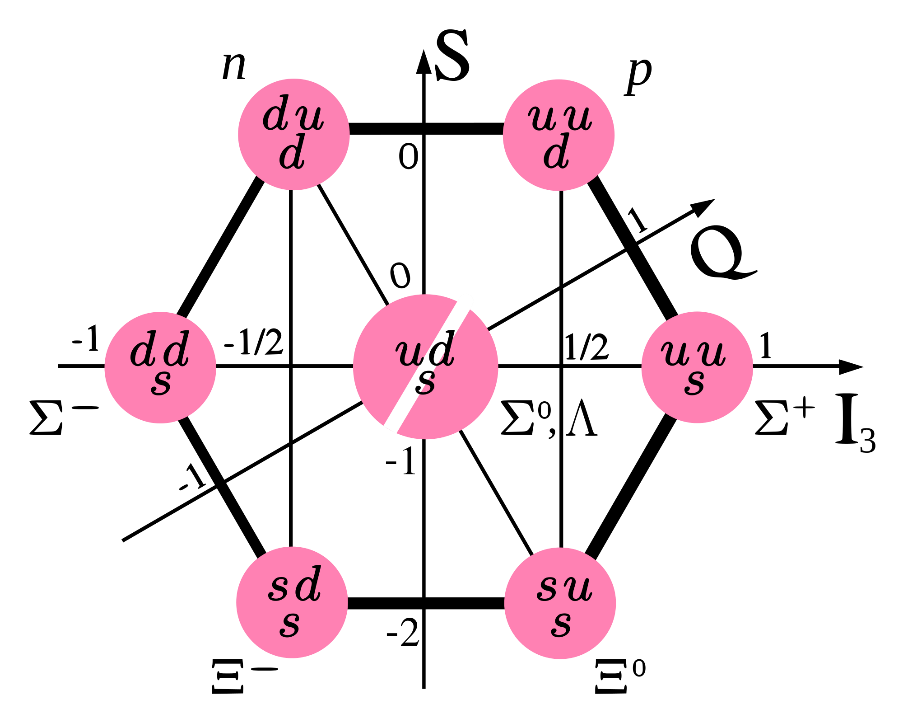 S
n
p
d u
d
u u
d
0
1
Q
0
-1
d d
s
-1/2
u d
s
1/2
u u
s
1
Σ⁻
Σ⁰,Λ
Σ⁺
I₃
-1
-1
s d
s
s u
s
-2
Ξ⁻
Ξ⁰